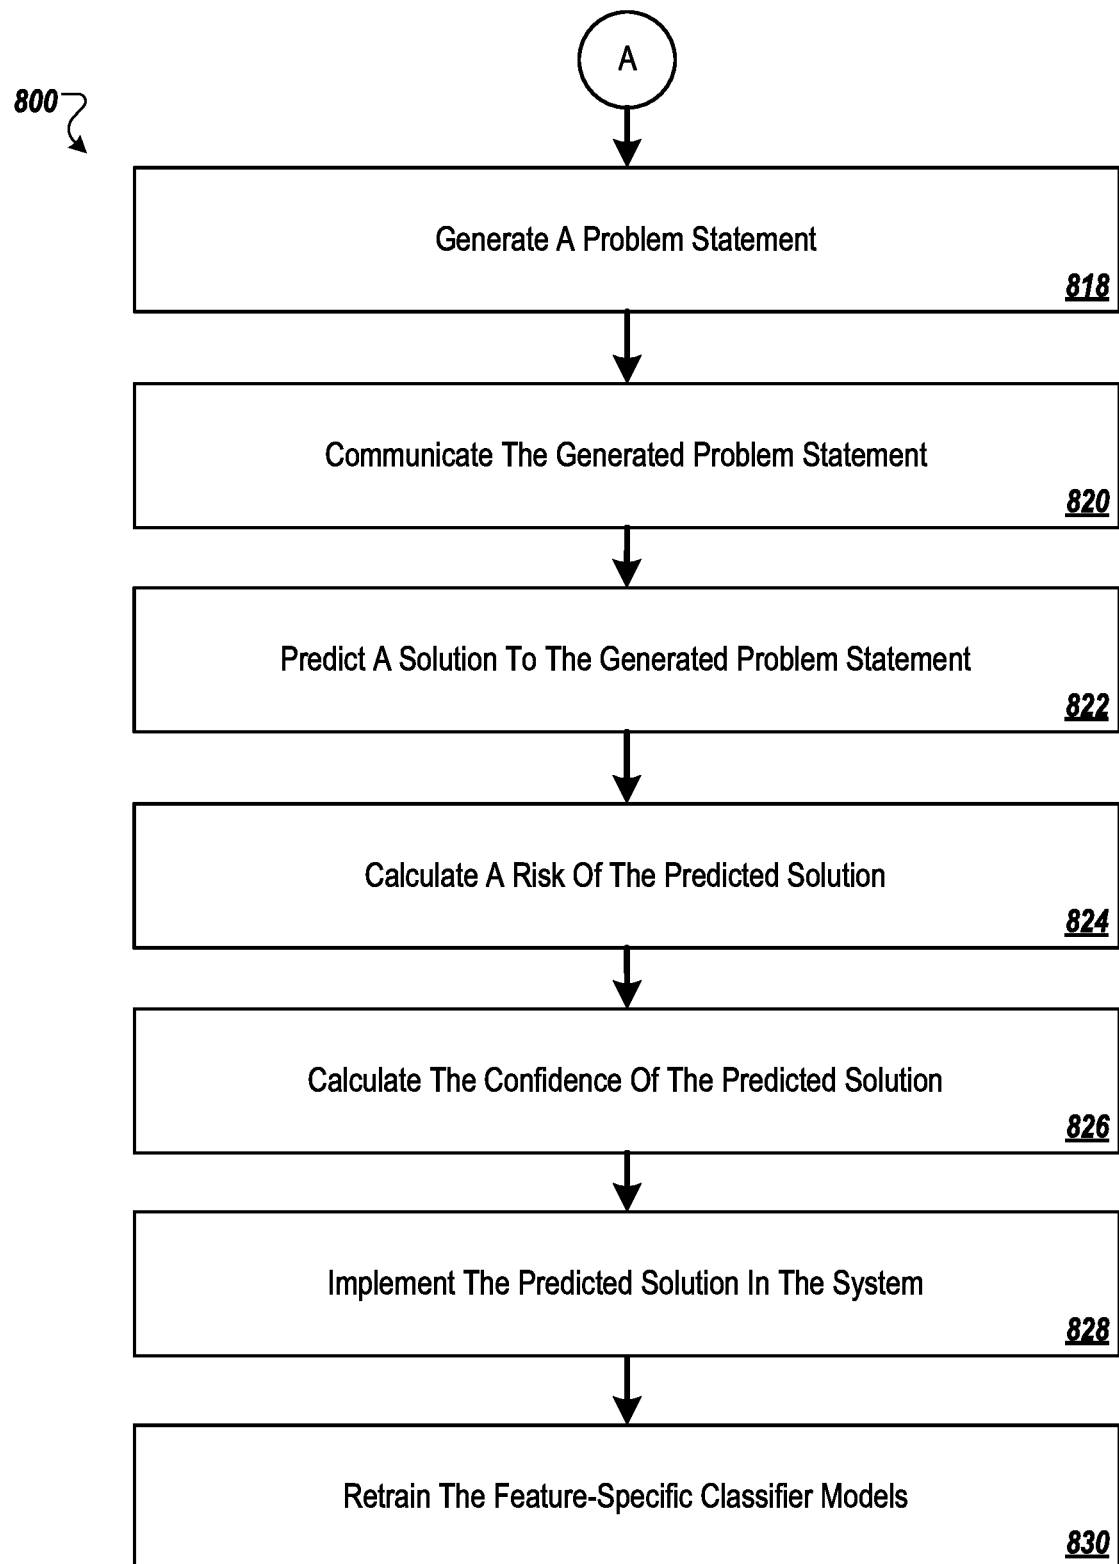 A
800
Generate A Problem Statement
818
Communicate The Generated Problem Statement
820
Predict A Solution To The Generated Problem Statement
822
Calculate A Risk Of The Predicted Solution
824
Calculate The Confidence Of The Predicted Solution
826
Implement The Predicted Solution In The System
828
Retrain The Feature-Specific Classifier Models
830